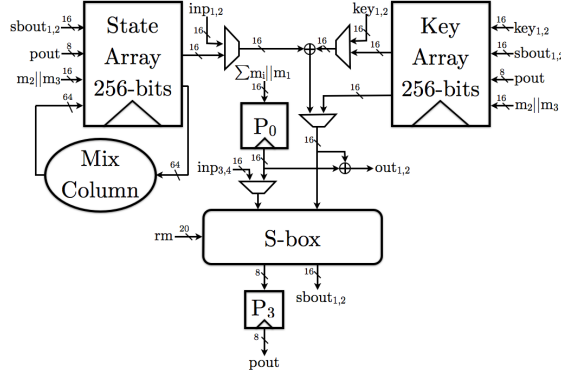 sbout₁,₂
16
pout
8
m₂||m₃
16
64
State
Array
256-bits
64
Mix
Column
inp₁,₂
16
16
16
16
key₁,₂
16
16
16
Key
Array
256-bits
16
key₁,₂
16
sbout₁,₂
8
pout
16
m₂||m₃
∑mᵢ||m₁
16
P₀
16
16
inp₃,₄
16
16
out₁,₂
rm
20
S-box
8
16
sbout₁,₂
P₃
8
pout